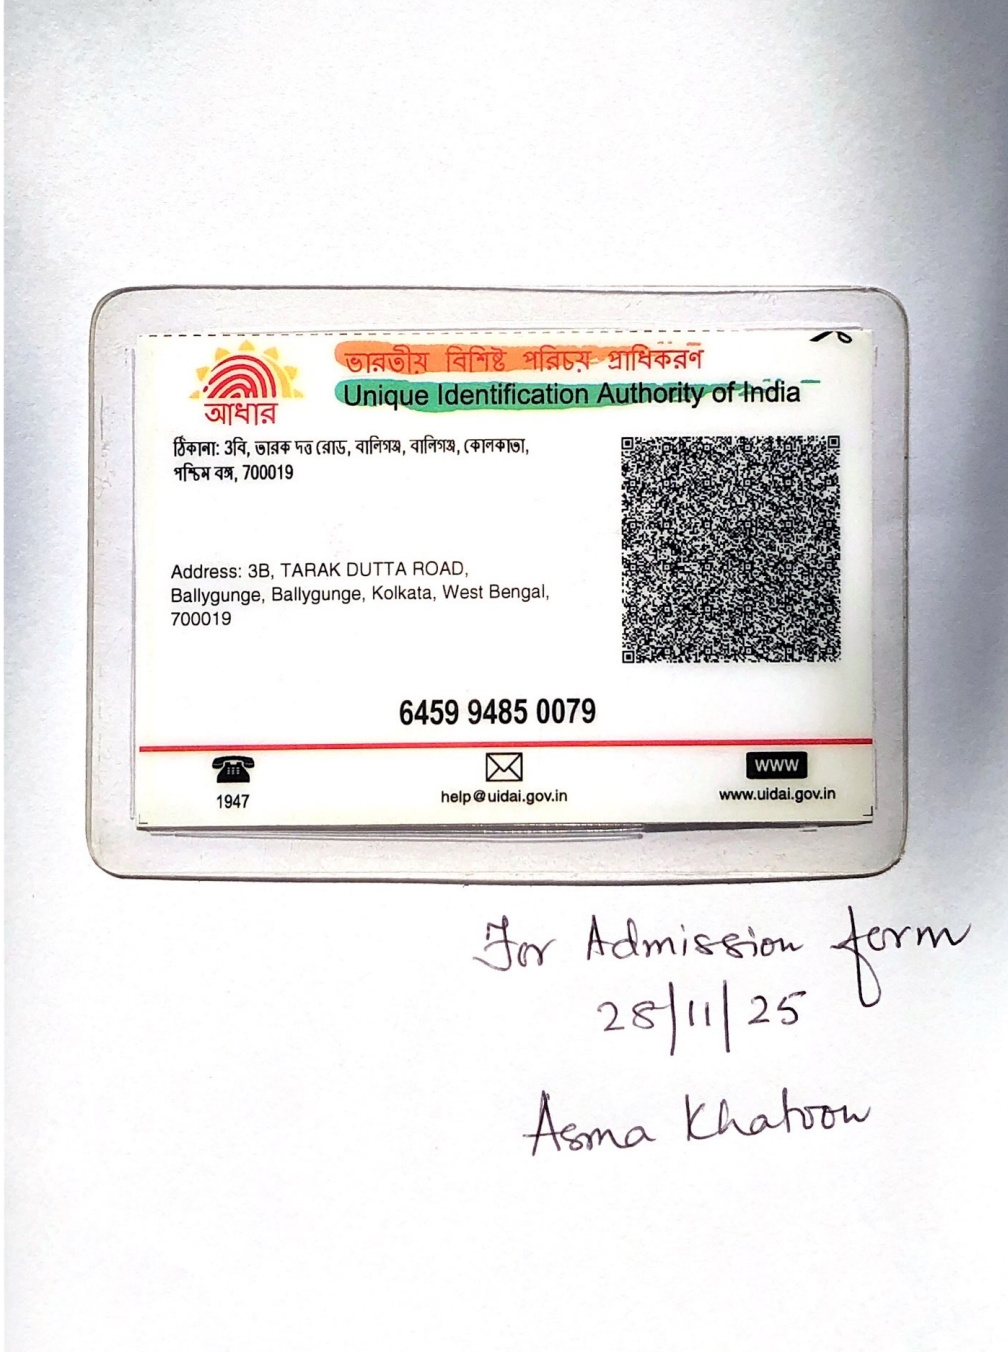 ভারতীয় বিশিষ্ট পরিচয় প্রাধিকরণ
Unique Identification Authority of India
আধার
ঠিকানা: 3বি, তারক দত্ত রোড, বালিগঞ্জ, বালিগঞ্জ, কোলকাতা,
পশ্চিম বঙ্গ, 700019
Address: 3B, TARAK DUTTA ROAD,
Ballygunge, Ballygunge, Kolkata, West Bengal,
700019
6459 9485 0079
1947
help@uidai.gov.in
WWW
www.uidai.gov.in
For Admission form
28/11/25
Asma Khatoon